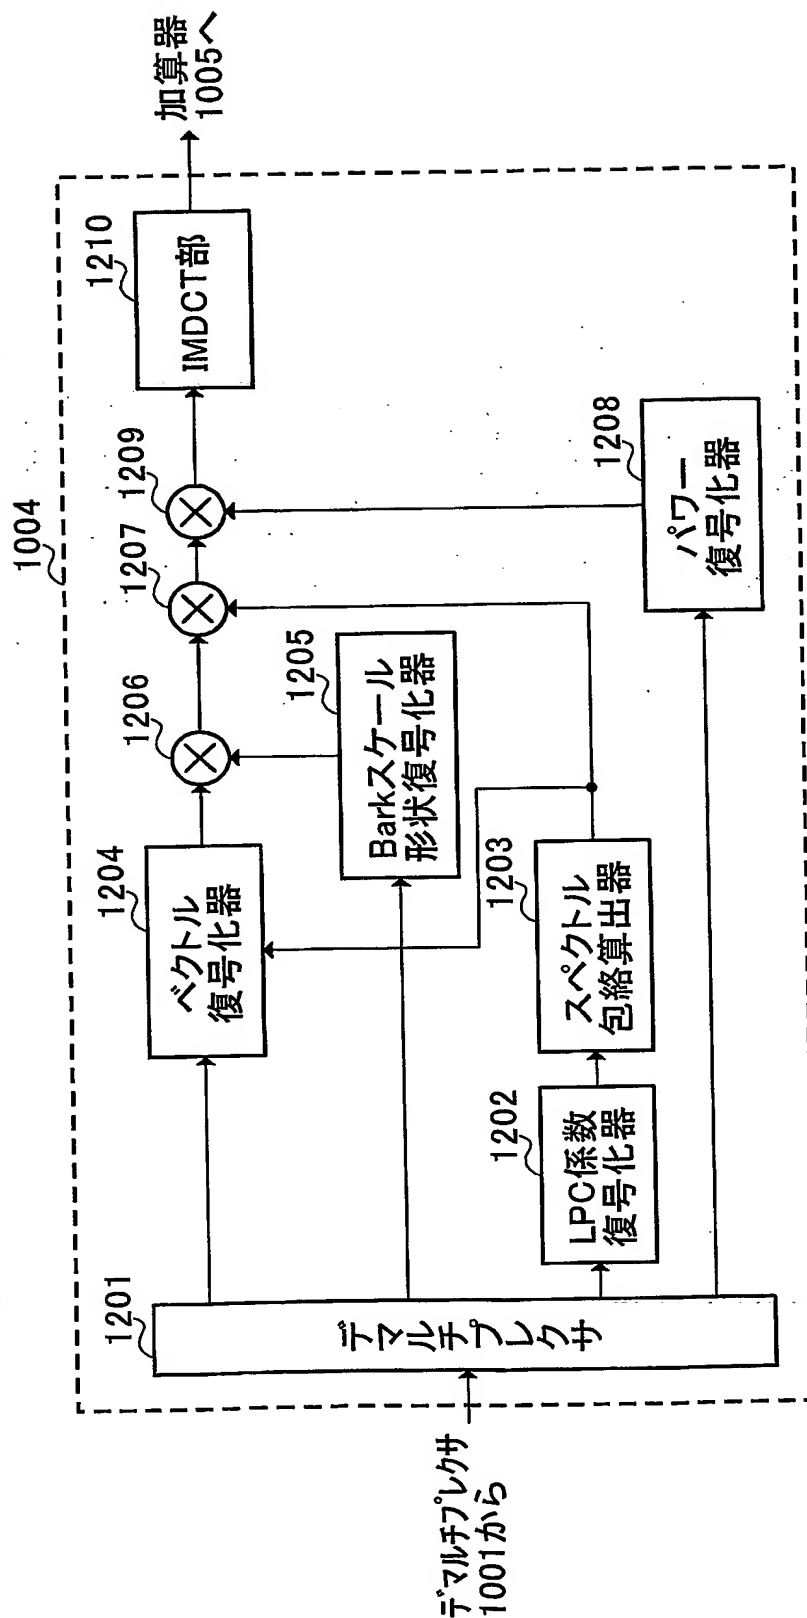 1004
デマルチプレクサ
1001から
1201
デマルチプレクサ
1204
ベクトル
復号化器
1206
1207
1209
1210
IMDCT部
加算器
1005へ
1205
Barkスケール
形状復号化器
1202
LPC係数
復号化器
1203
スペクトル
包絡算出器
1208
パワー
復号化器